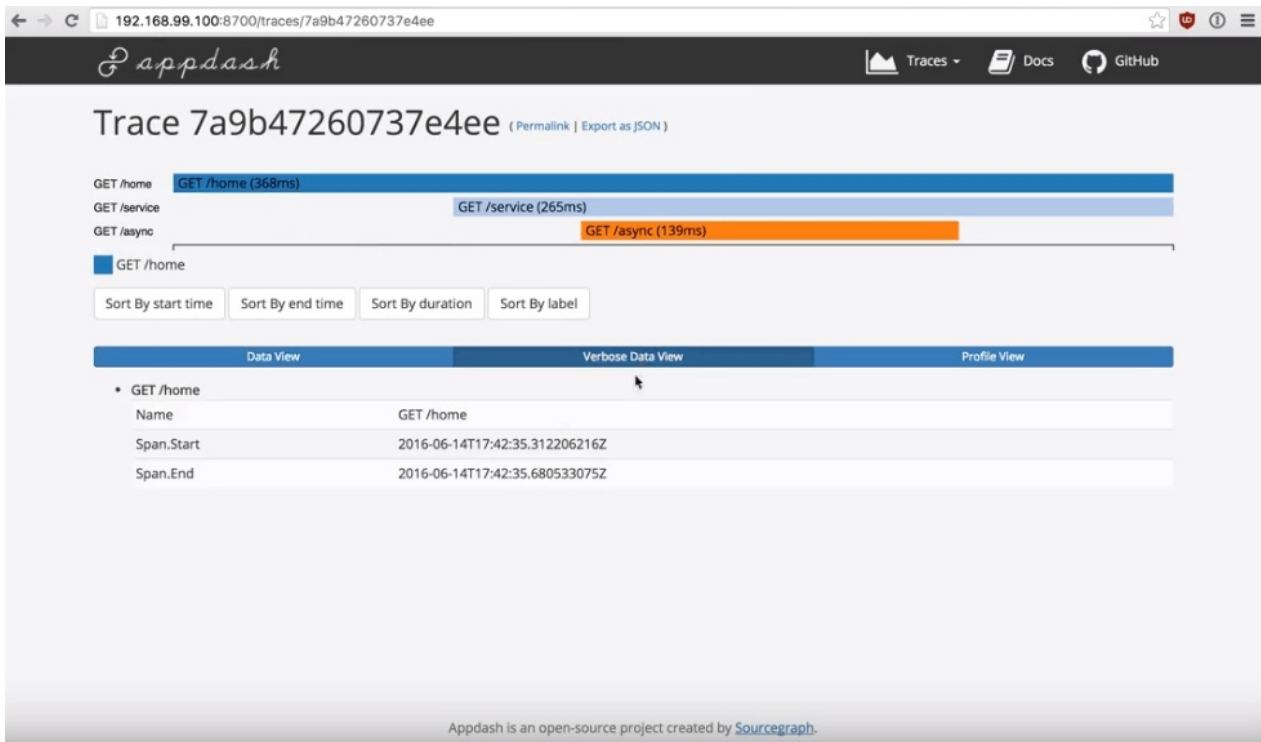 192.168.99.100:8700/traces/7a9b47260737e4ee
appdash Traces Docs GitHub
Trace 7a9b47260737e4ee ( Permalink | Export as JSON )
GET /home GET /home (368ms)
GET /service GET /service (265ms)
GET /async GET /async (139ms)
GET /home
Sort By start time Sort By end time Sort By duration Sort By label
Data View Verbose Data View Profile View
• GET /home
Name GET /home
Span.Start 2016-06-14T17:42:35.312206216Z
Span.End 2016-06-14T17:42:35.680533075Z
Appdash is an open-source project created by Sourcegraph.